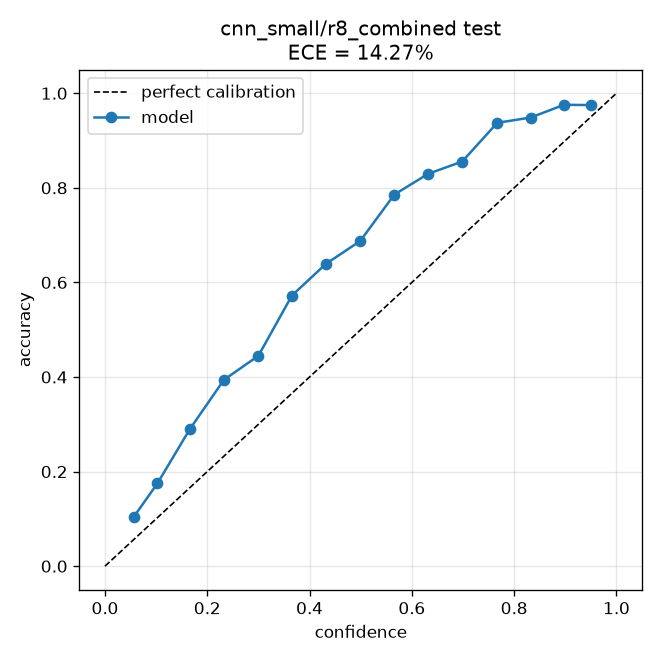 cnn_small/r8_combined test
ECE = 14.27%
perfect calibration
model
accuracy
1.0
0.8
0.6
0.4
0.2
0.0
0.0 0.2 0.4 0.6 0.8 1.0
confidence